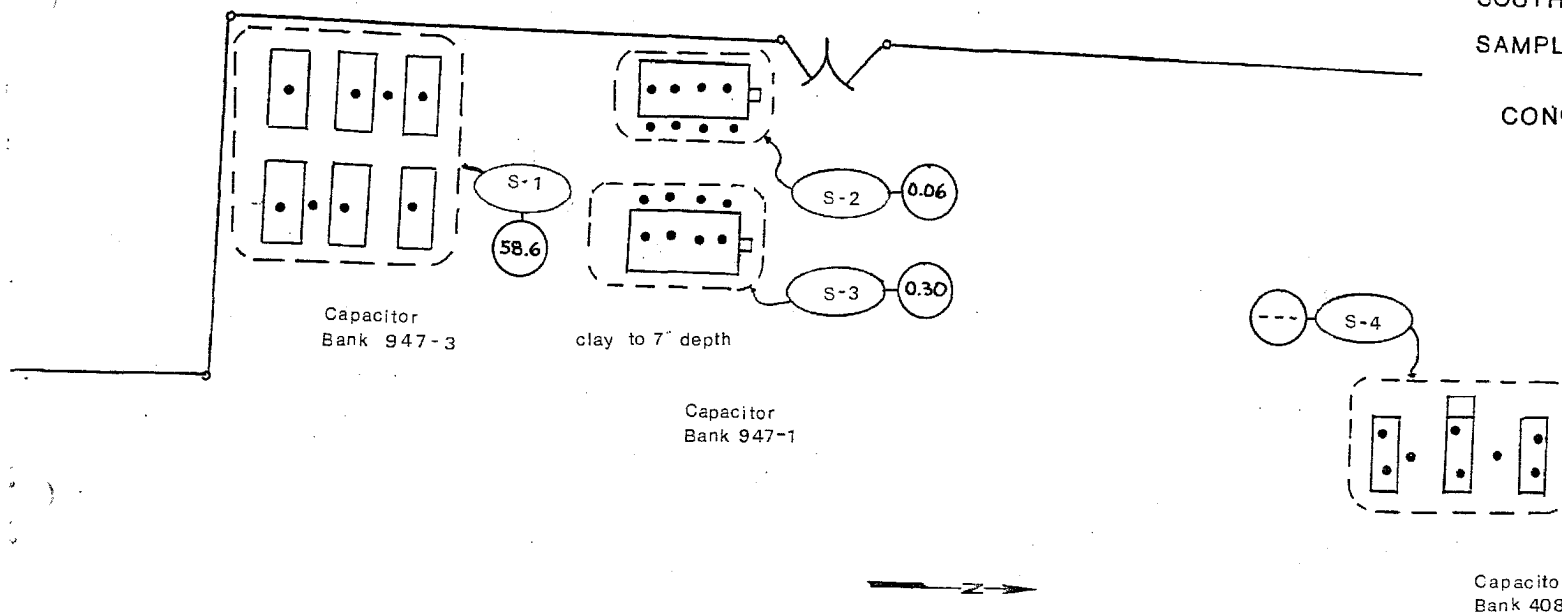 SOUTH
SAMPL
CON
S-1
58.6
S-2
0.06
S-3
0.30
Capacitor
Bank 947-3
clay to 7" depth
Capacitor
Bank 947-1
----
S-4
N
Capacito
Bank 408